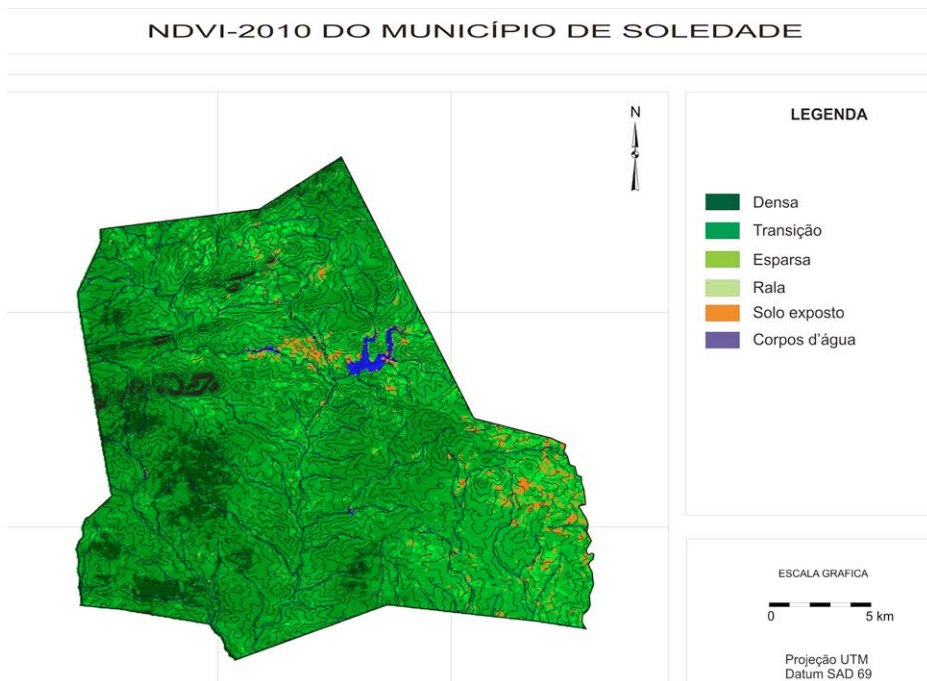 NDVI-2010 DO MUNICÍPIO DE SOLEDADE
N
LEGENDA
Densa
Transição
Esparsa
Rala
Solo exposto
Corpos d'água
ESCALA GRAFICA
0 5 km
Projeção UTM
Datum SAD 69